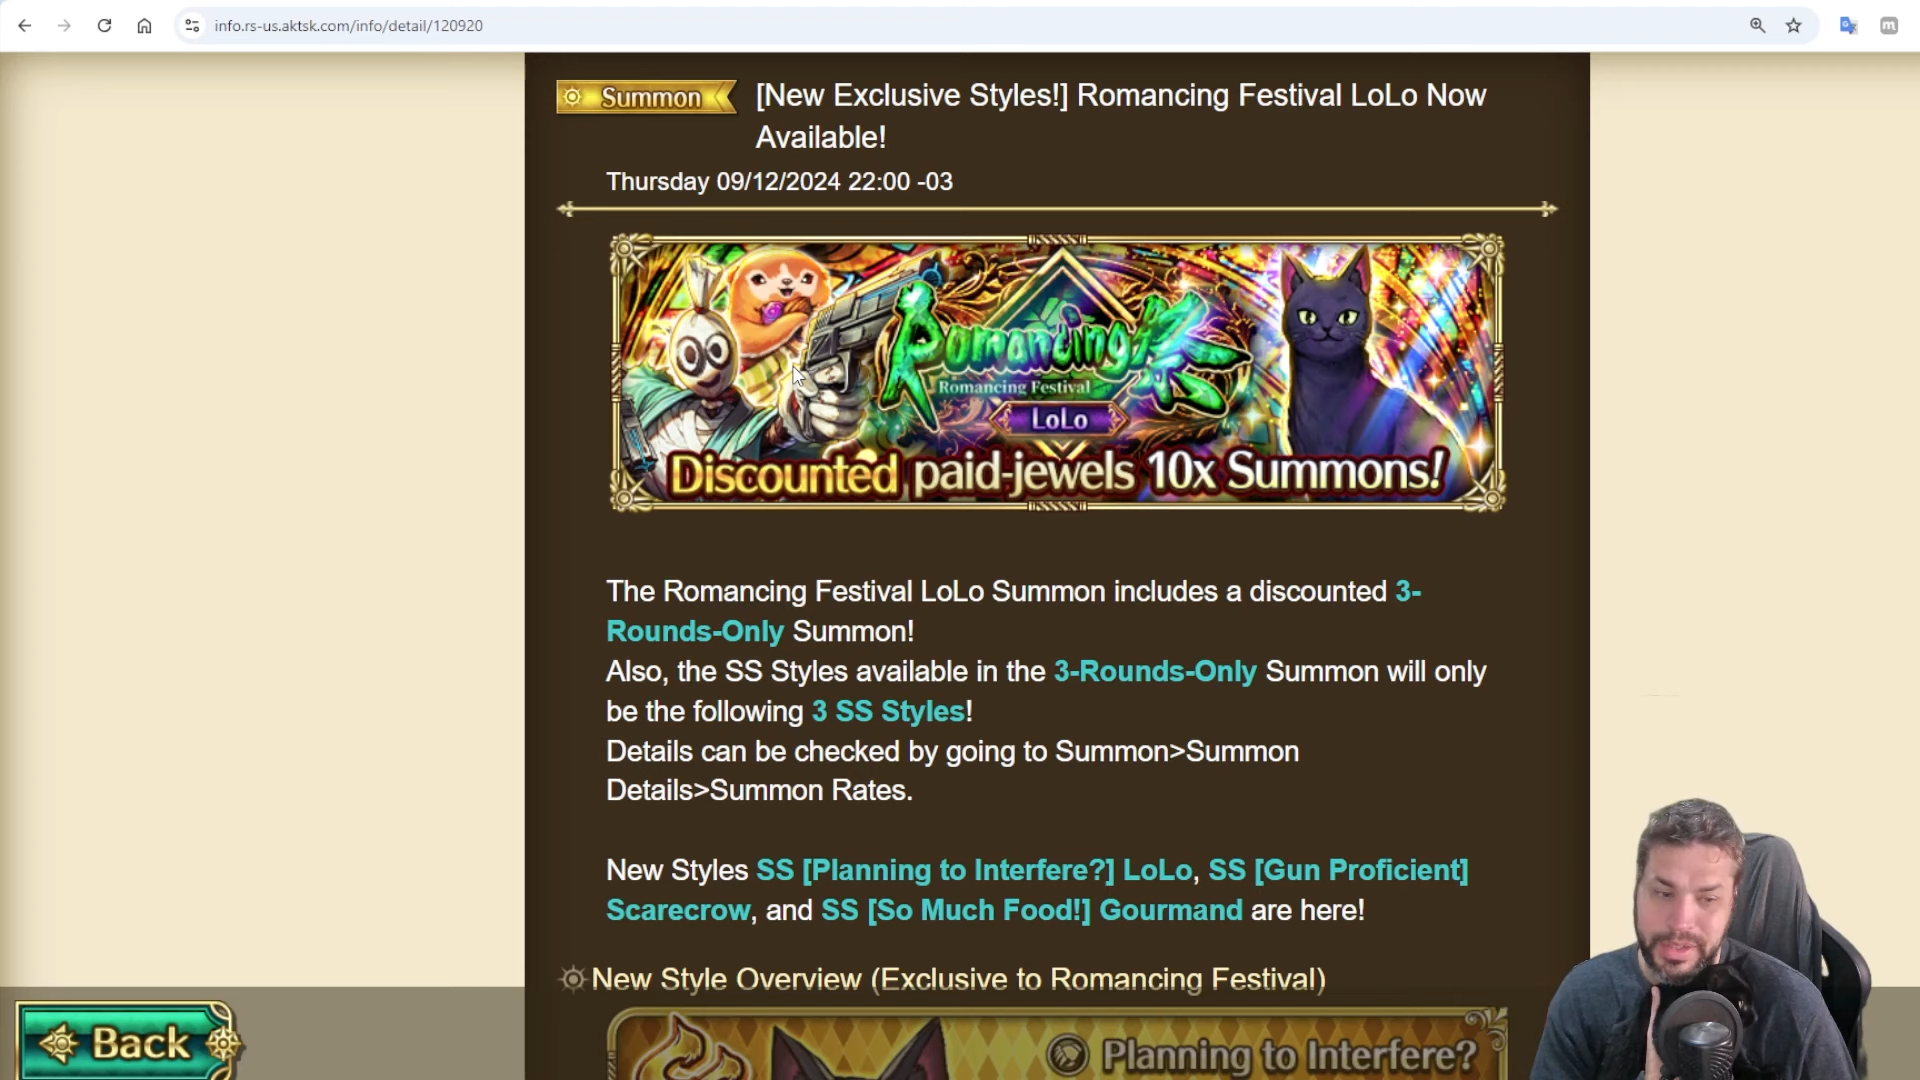 info.rs-us.aktsk.com/info/detail/120920
m
Summon
[New Exclusive Styles!] Romancing Festival LoLo Now
Available!
Thursday 09/12/2024 22:00 -03
Romancing
Romancing Festival
LoLo
Discounted paid-jewels 10x Summons!
The Romancing Festival LoLo Summon includes a discounted 3-
Rounds-Only Summon!
Also, the SS Styles available in the 3-Rounds-Only Summon will only
be the following 3 SS Styles!
Details can be checked by going to Summon>Summon
Details>Summon Rates.
New Styles SS [Planning to Interfere?] LoLo, SS [Gun Proficient]
Scarecrow, and SS [So Much Food!] Gourmand are here!
New Style Overview (Exclusive to Romancing Festival)
Planning to Interfere?
Back